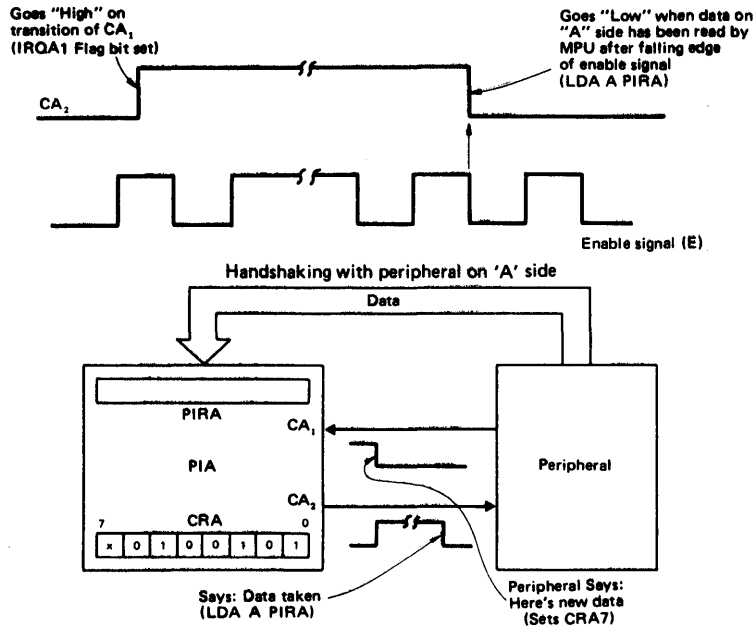 Goes "High" on
transition of CA₁
(IRQA1 Flag bit set)
Goes "Low" when data on
"A" side has been read by
MPU after falling edge
of enable signal
(LDA A PIRA)
CA₂
Enable signal (E)
Handshaking with peripheral on 'A' side
Data
PIRA
CA₁
PIA
Peripheral
CA₂
7 CRA 0
x 0 1 0 0 1 0 1
Says: Data taken
(LDA A PIRA)
Peripheral Says:
Here's new data
(Sets CRA7)